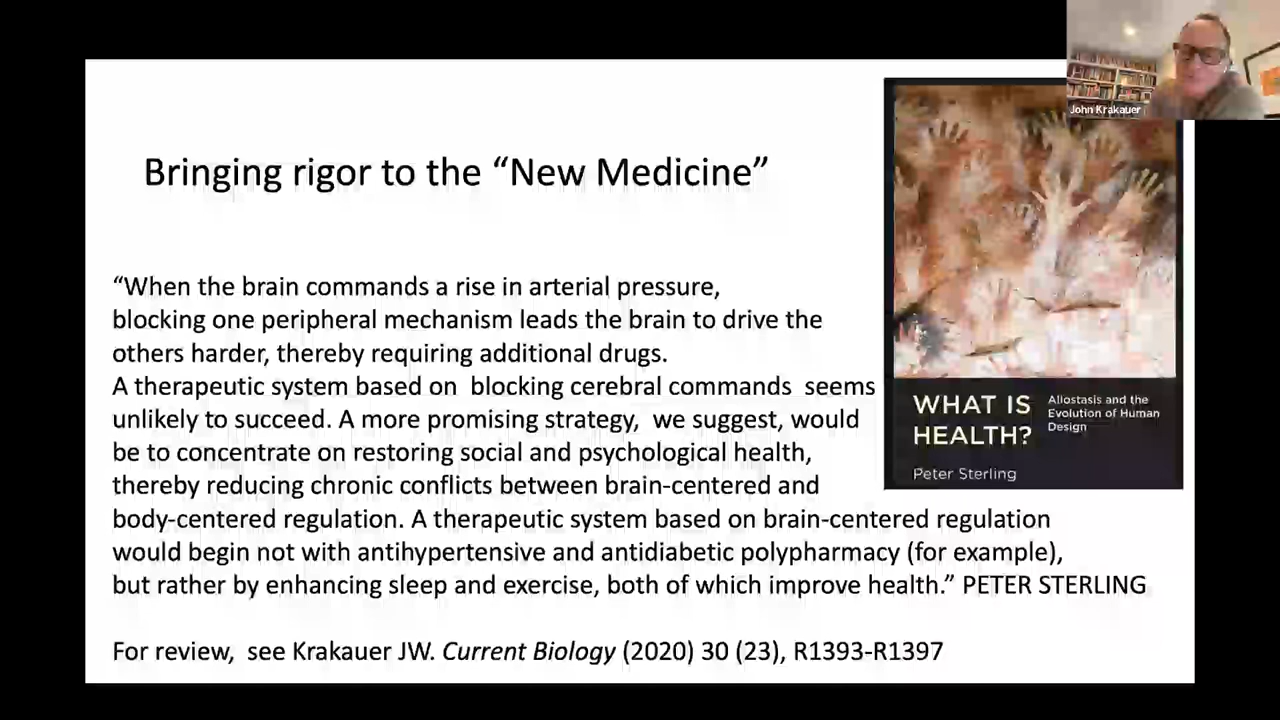 John Krakauer
Bringing rigor to the “New Medicine”
“When the brain commands a rise in arterial pressure,
blocking one peripheral mechanism leads the brain to drive the
others harder, thereby requiring additional drugs.
A therapeutic system based on blocking cerebral commands seems
unlikely to succeed. A more promising strategy, we suggest, would
be to concentrate on restoring social and psychological health,
thereby reducing chronic conflicts between brain-centered and
body-centered regulation. A therapeutic system based on brain-centered regulation
would begin not with antihypertensive and antidiabetic polypharmacy (for example),
but rather by enhancing sleep and exercise, both of which improve health.” PETER STERLING
For review, see Krakauer JW. Current Biology (2020) 30 (23), R1393-R1397
WHAT IS
HEALTH?
Allostasis and the
Evolution of Human
Design
Peter Sterling